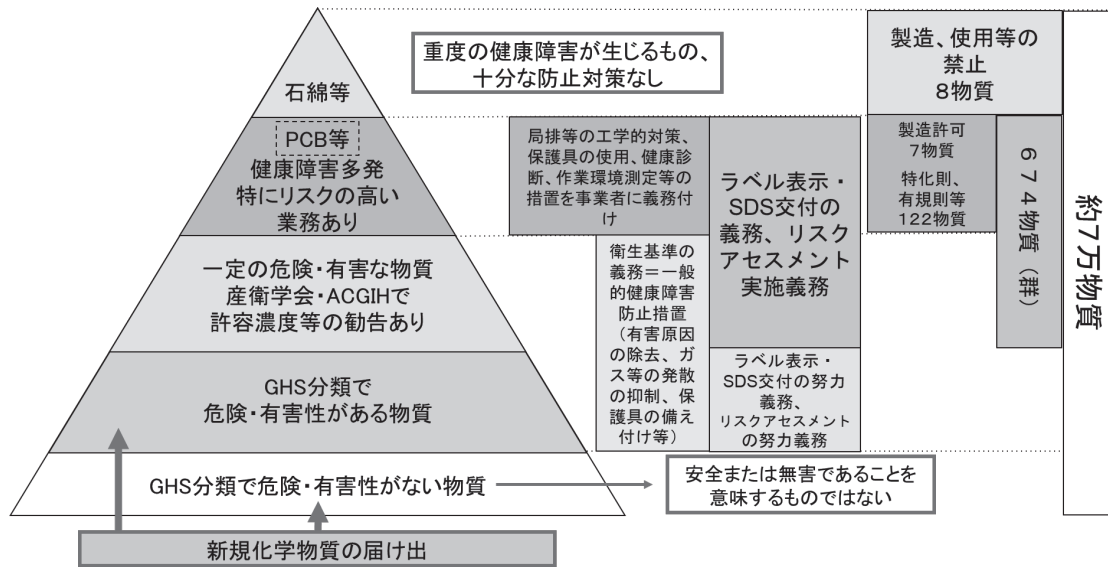 重度の健康障害が生じるもの、
十分な防止対策なし
製造、使用等の
禁止
8物質
石綿等
PCB等
健康障害多発
特にリスクの高い
業務あり
局排等の工学的対策、
保護具の使用、健康診
断、作業環境測定等の
措置を事業者に義務付
け
ラベル表示・
SDS交付の
義務、リスク
アセスメント
実施義務
製造許可
7物質
特化則、
有規則等
122物質
674物質（群）
約7万物質
一定の危険・有害な物質
産衛学会・ACGIHで
許容濃度等の勧告あり
衛生基準の
義務＝一般
的健康障害
防止措置
（有害原因
の除去、ガ
ス等の発散
の抑制、保
護具の備え
付け等）
GHS分類で
危険・有害性がある物質
ラベル表示・
SDS交付の努力
義務、
リスクアセスメント
の努力義務
GHS分類で危険・有害性がない物質
安全または無害であることを
意味するものではない
新規化学物質の届け出